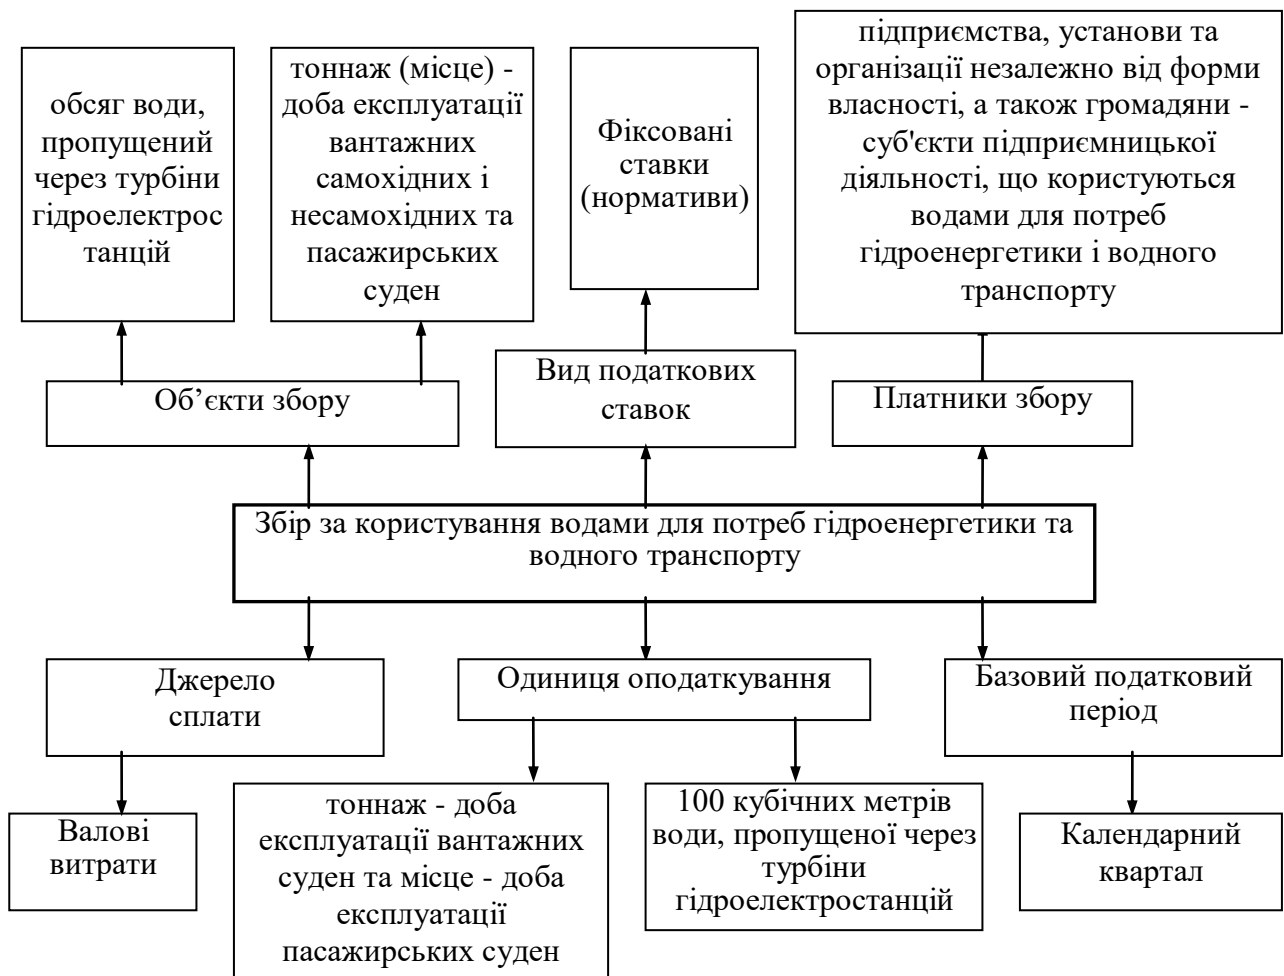 обсяг води,
пропущений
через турбіни
гідроелектрос
танцій
тоннаж (місце) -
доба експлуатації
вантажних
самохідних і
несамохідних та
пасажирських
суден
Фіксовані
ставки
(нормативи)
підприємства, установи та
організації незалежно від форми
власності, а також громадяни -
суб'єкти підприємницької
діяльності, що користуються
водами для потреб
гідроенергетики і водного
транспорту
Об’єкти збору
Вид податкових
ставок
Платники збору
Збір за користування водами для потреб гідроенергетики та
водного транспорту
Джерело
сплати
Одиниця оподаткування
Базовий податковий
період
Валові
витрати
тоннаж - доба
експлуатації вантажних
суден та місце - доба
експлуатації
пасажирських суден
100 кубічних метрів
води, пропущеної через
турбіни
гідроелектростанцій
Календарний
квартал